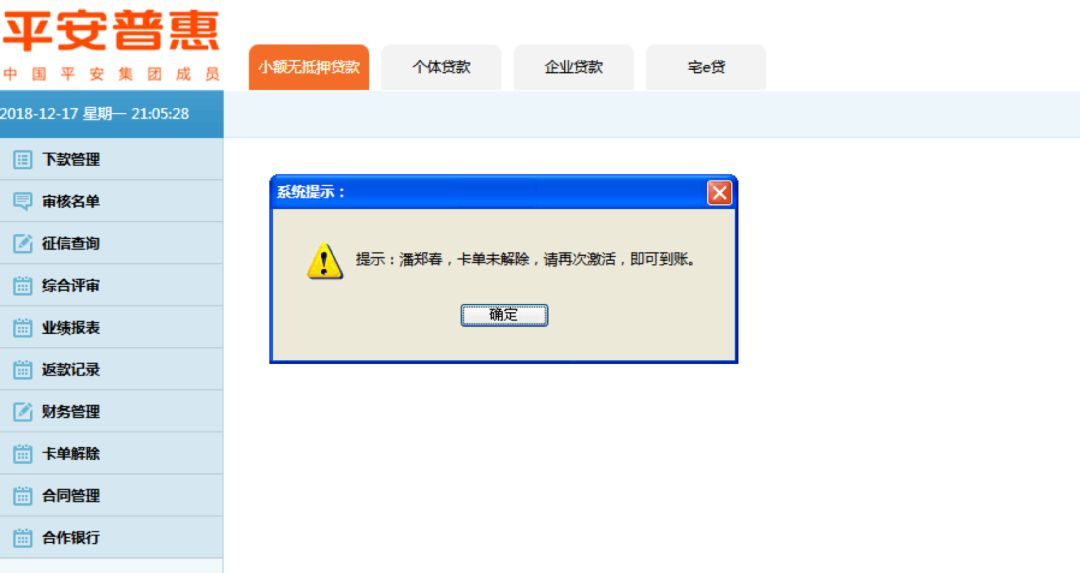 平安普惠
中国平安集团成员
小额无抵押贷款
个体贷款
企业贷款
宅e贷
2018-12-17 星期一 21:05:28
下款管理
审核名单
征信查询
综合评审
业绩报表
返款记录
财务管理
卡单解除
合同管理
合作银行
系统提示：
提示：潘郑春，卡单未解除，请再次激活，即可到账。
确定